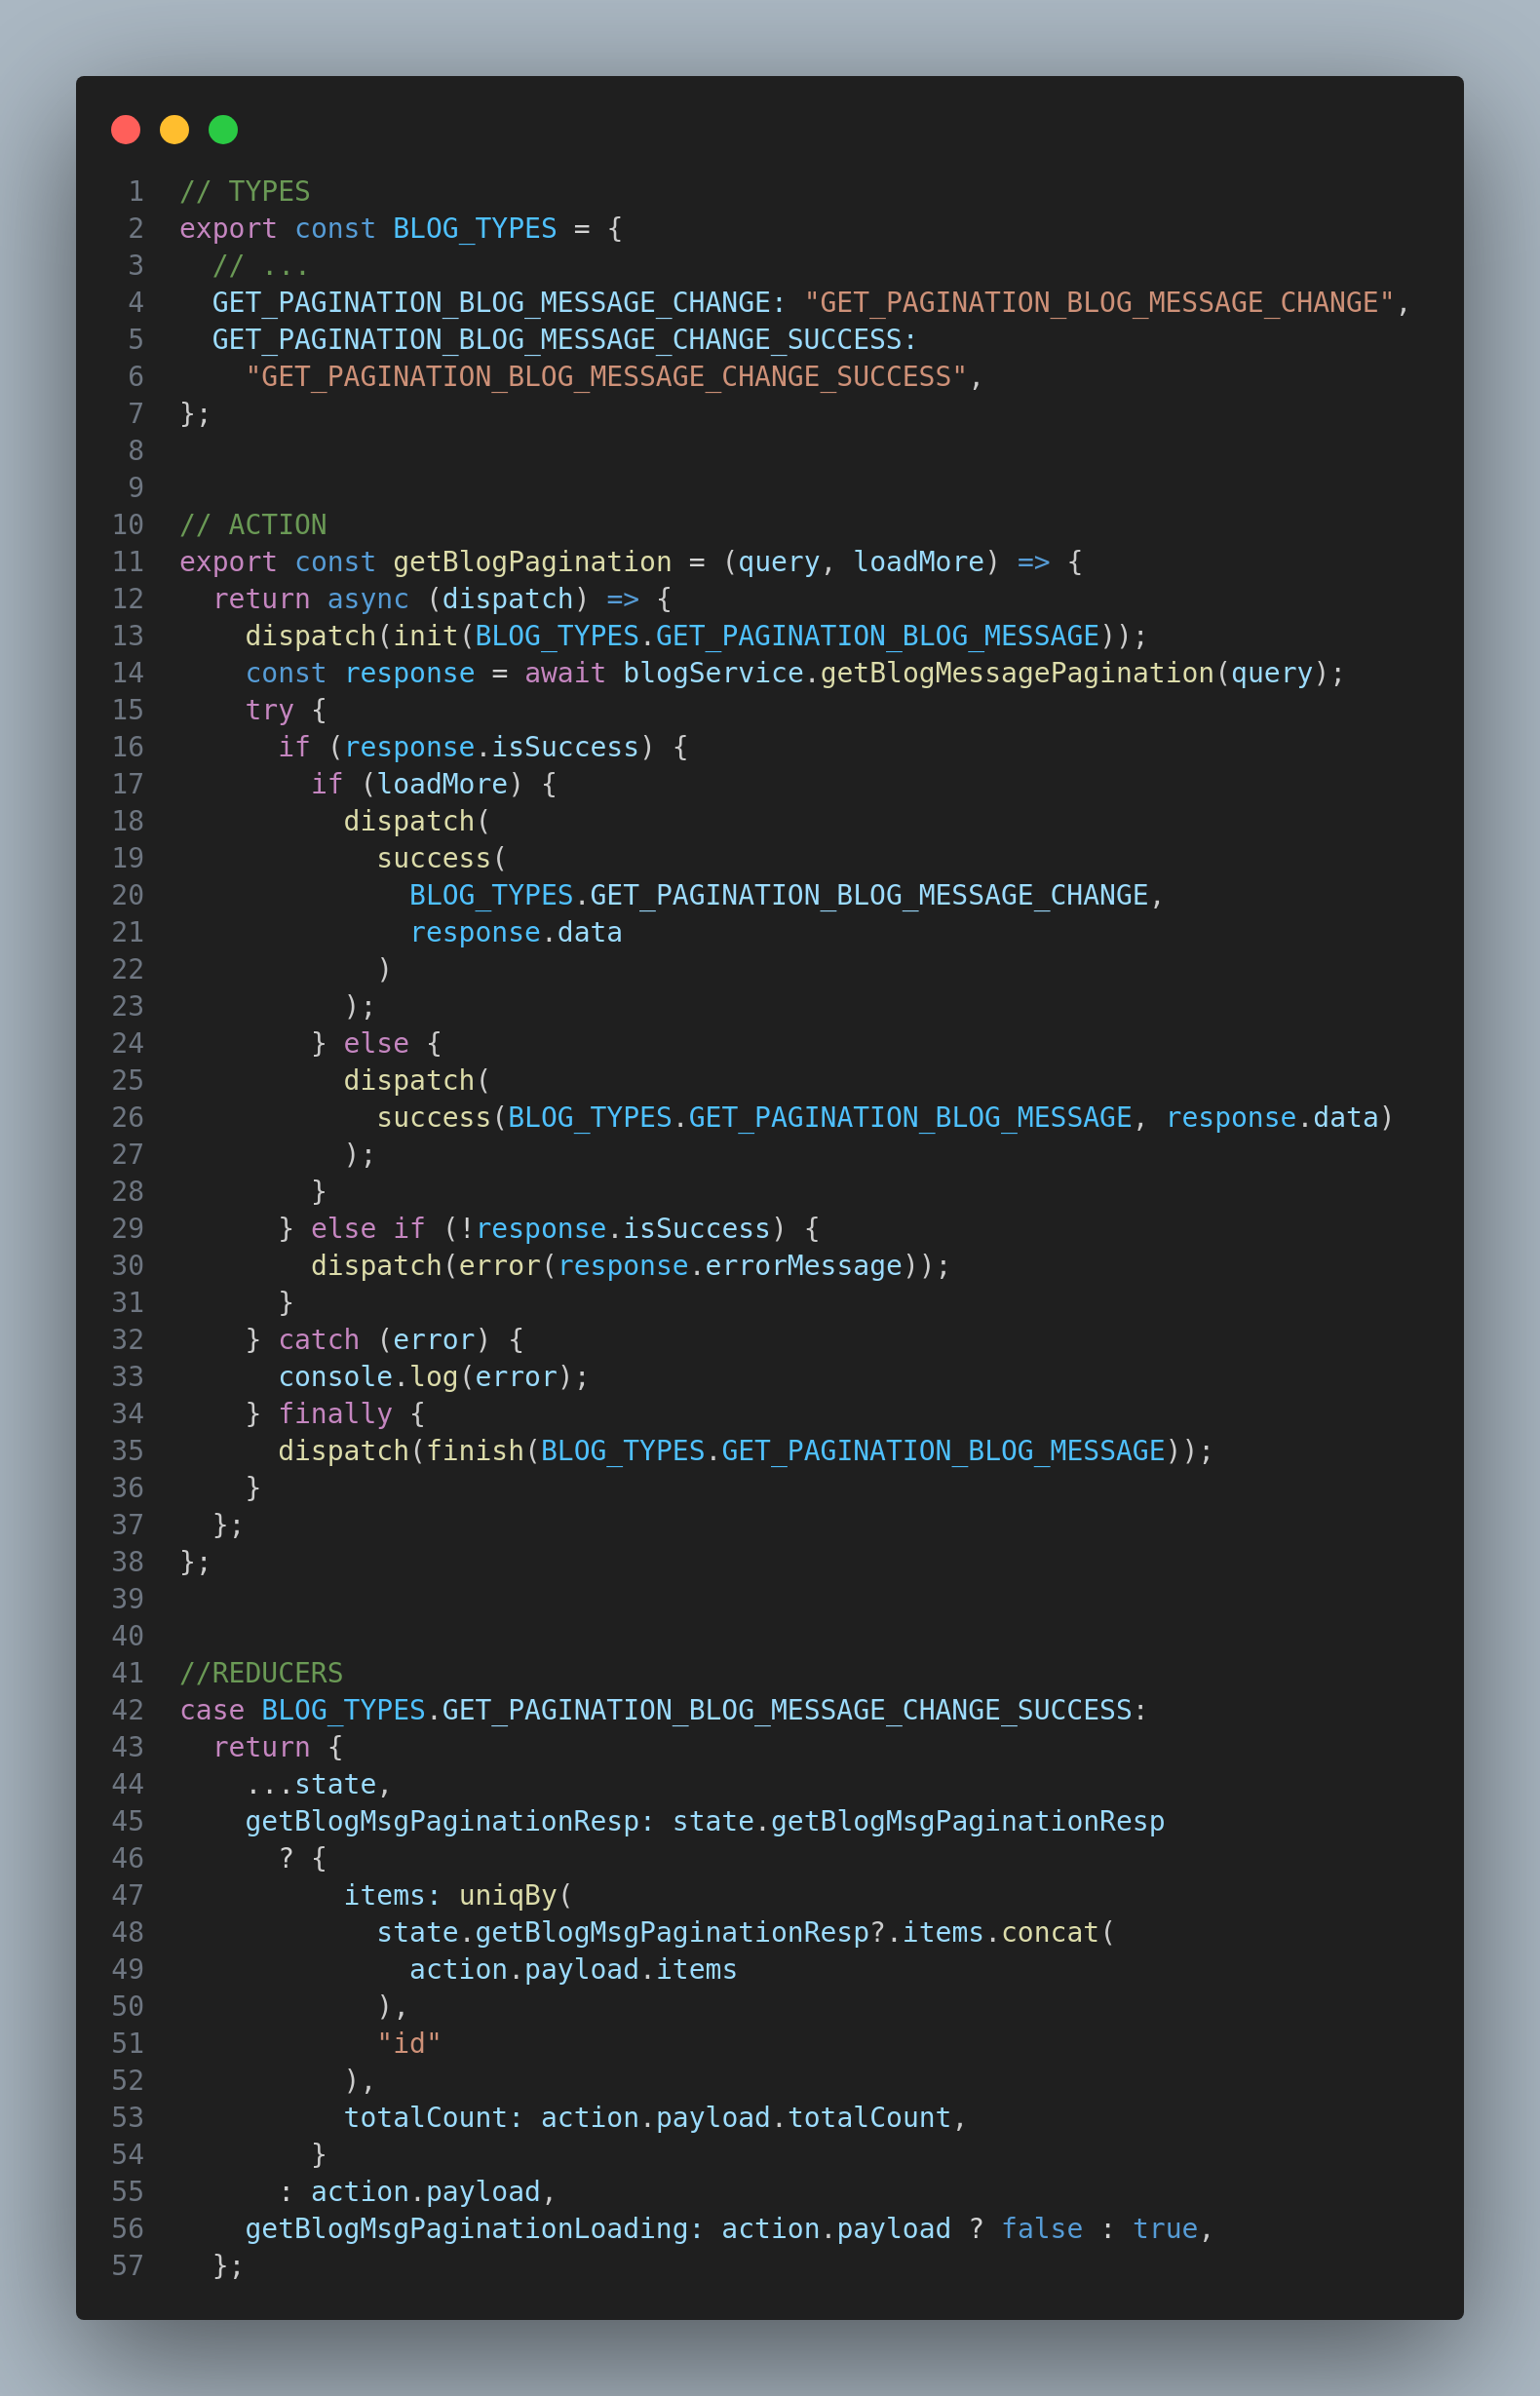 1 // TYPES
2 export const BLOG_TYPES = {
3   // ...
4   GET_PAGINATION_BLOG_MESSAGE_CHANGE: "GET_PAGINATION_BLOG_MESSAGE_CHANGE",
5   GET_PAGINATION_BLOG_MESSAGE_CHANGE_SUCCESS:
6     "GET_PAGINATION_BLOG_MESSAGE_CHANGE_SUCCESS",
7 };
8
9
10 // ACTION
11 export const getBlogPagination = (query, loadMore) => {
12   return async (dispatch) => {
13     dispatch(init(BLOG_TYPES.GET_PAGINATION_BLOG_MESSAGE));
14     const response = await blogService.getBlogMessagePagination(query);
15     try {
16       if (response.isSuccess) {
17         if (loadMore) {
18           dispatch(
19             success(
20               BLOG_TYPES.GET_PAGINATION_BLOG_MESSAGE_CHANGE,
21               response.data
22             )
23           );
24         } else {
25           dispatch(
26             success(BLOG_TYPES.GET_PAGINATION_BLOG_MESSAGE, response.data)
27           );
28         }
29       } else if (!response.isSuccess) {
30         dispatch(error(response.errorMessage));
31       }
32     } catch (error) {
33       console.log(error);
34     } finally {
35       dispatch(finish(BLOG_TYPES.GET_PAGINATION_BLOG_MESSAGE));
36     }
37   };
38 };
39
40
41 //REDUCERS
42 case BLOG_TYPES.GET_PAGINATION_BLOG_MESSAGE_CHANGE_SUCCESS:
43   return {
44     ...state,
45     getBlogMsgPaginationResp: state.getBlogMsgPaginationResp
46       ? {
47           items: uniqBy(
48             state.getBlogMsgPaginationResp?.items.concat(
49               action.payload.items
50             ),
51             "id"
52           ),
53           totalCount: action.payload.totalCount,
54         }
55       : action.payload,
56     getBlogMsgPaginationLoading: action.payload ? false : true,
57   };